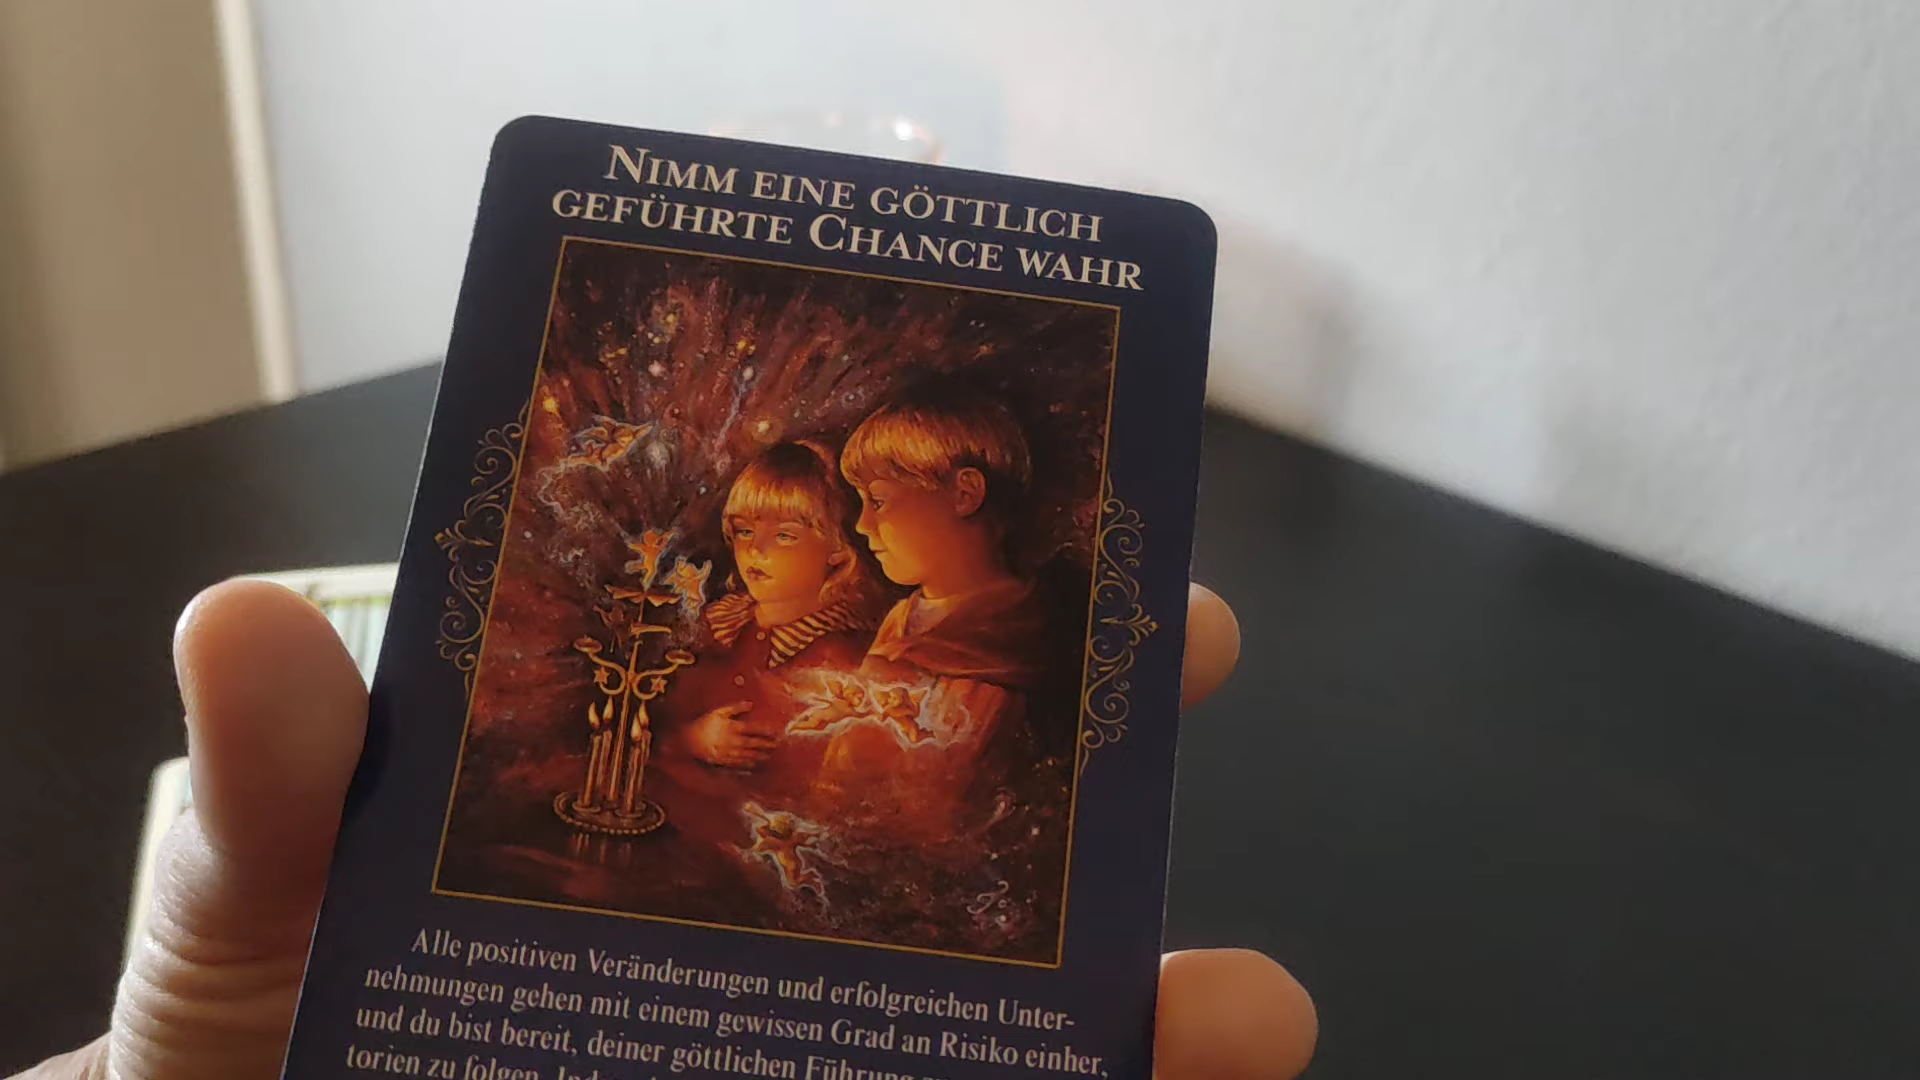 NIMM EINE GÖTTLICH
GEFÜHRTE CHANCE WAHR
Alle positiven Veränderungen und erfolgreichen Unter-
nehmungen gehen mit einem gewissen Grad an Risiko einher,
und du bist bereit, deiner göttlichen Führung
torien zu folgen.